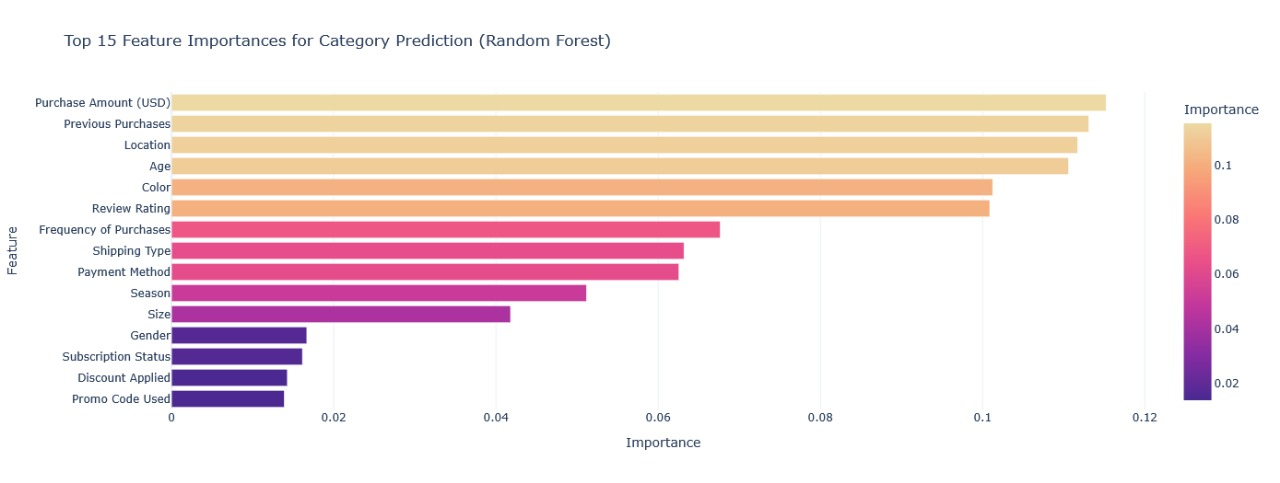 Top 15 Feature Importances for Category Prediction (Random Forest)
Feature
Purchase Amount (USD)
Previous Purchases
Location
Age
Color
Review Rating
Frequency of Purchases
Shipping Type
Payment Method
Season
Size
Gender
Subscription Status
Discount Applied
Promo Code Used
0 0.02 0.04 0.06 0.08 0.1 0.12
Importance
Importance
0.1
0.08
0.06
0.04
0.02